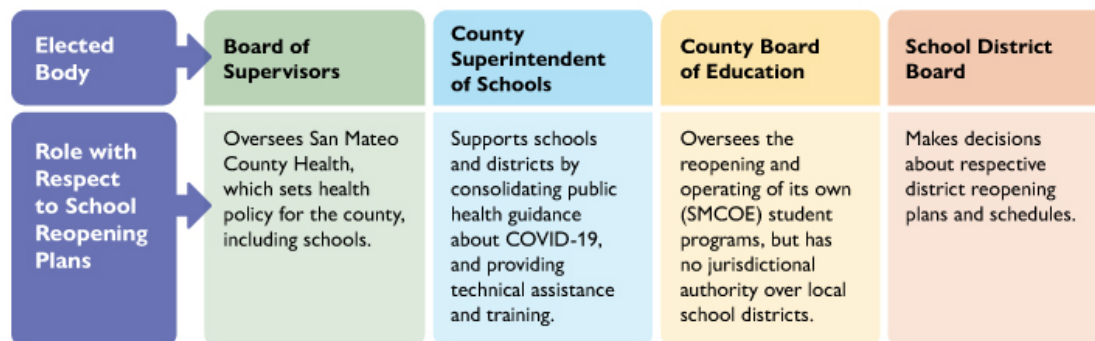 Elected
Body
Board of
Supervisors
County
Superintendent
of Schools
County Board
of Education
School District
Board
Role with
Respect
to School
Reopening
Plans
Oversees San Mateo
County Health,
which sets health
policy for the county,
including schools.
Supports schools
and districts by
consolidating public
health guidance
about COVID-19,
and providing
technical assistance
and training.
Oversees the
reopening and
operating of its own
(SMCOE) student
programs, but has
no jurisdictional
authority over local
school districts.
Makes decisions
about respective
district reopening
plans and schedules.